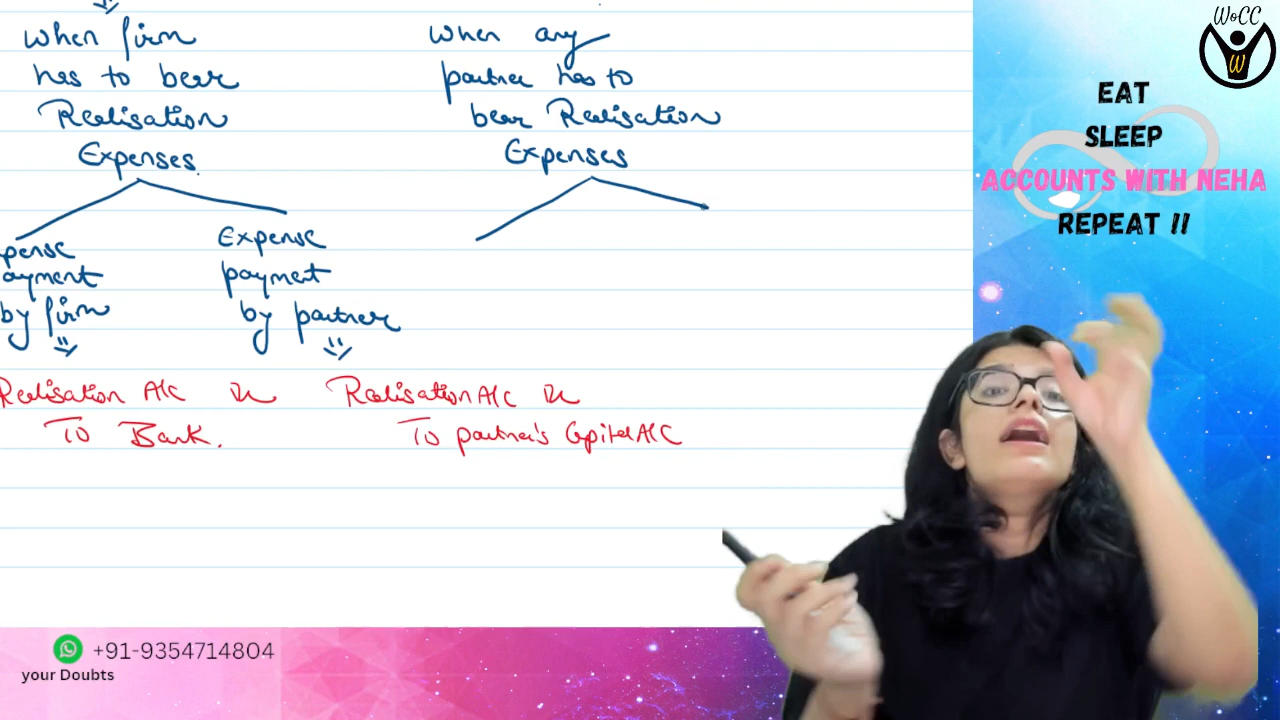 when firm
has to bear
Realisation
Expenses.
pense
ayment
by firm
Expense
payment
by partner
Realisation A/c Dr
To Bank.
Realisation A/c Dr
To partner's Capital A/C
when any
partner has to
bear Realisation
Expenses
WoCC
W
EAT
SLEEP
ACCOUNTS WITH NEHA
REPEAT !!
+91-9354714804
your Doubts